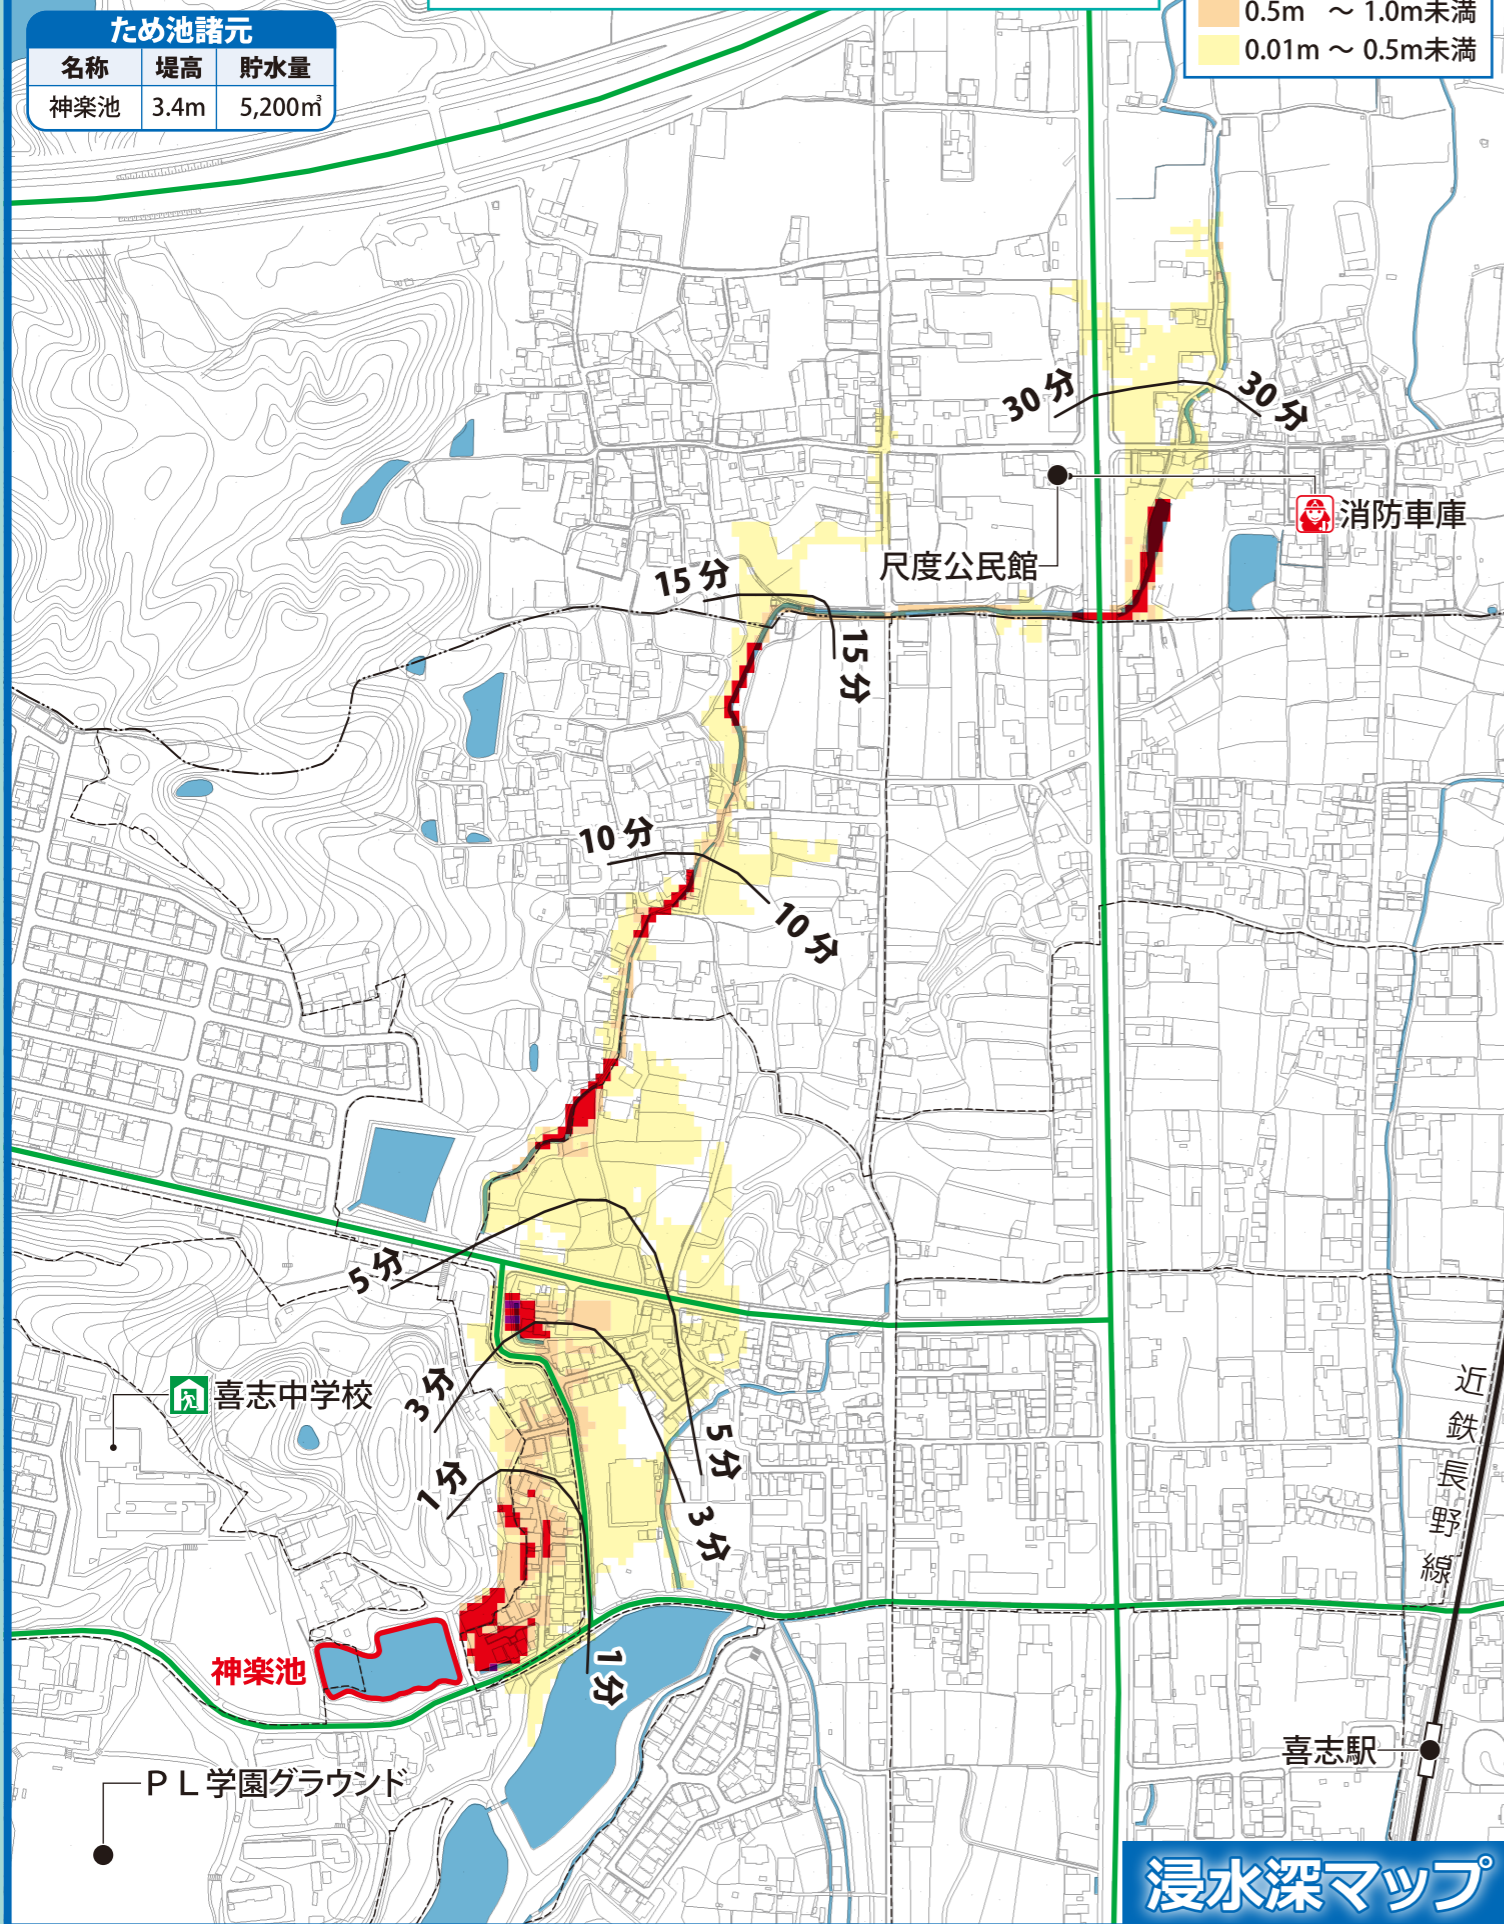 ため池諸元
名称 堤高 貯水量
神楽池 3.4m 5,200㎥
0.5m ～ 1.0m未満
0.01m ～ 0.5m未満
30分
30分
消防車庫
尺度公民館
15分
15分
10分
10分
5分
3分
喜志中学校
1分
5分
3分
近鉄長野線
神楽池
1分
喜志駅
ＰＬ学園グラウンド
浸水深マップ